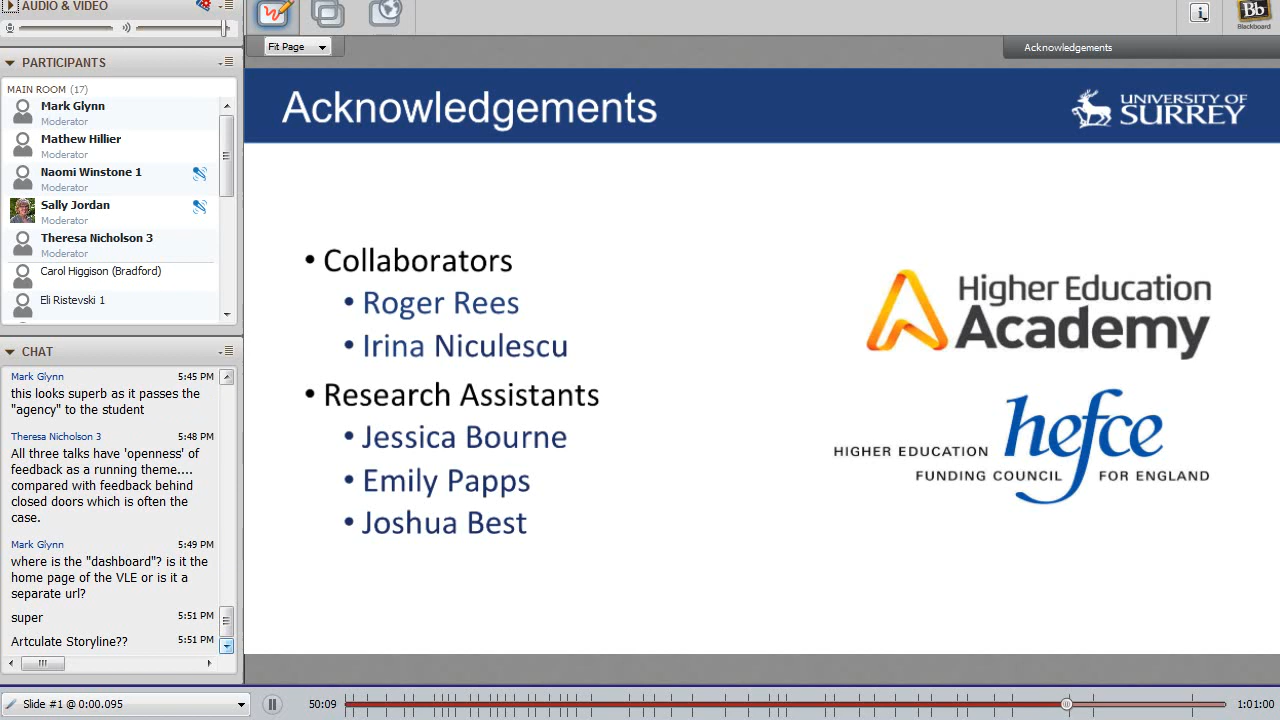 AUDIO & VIDEO
PARTICIPANTS
MAIN ROOM (17)
Mark Glynn
Moderator
Mathew Hillier
Moderator
Naomi Winstone 1
Moderator
Sally Jordan
Moderator
Theresa Nicholson 3
Moderator
Carol Higgison (Bradford)
Eli Ristevski 1
CHAT
Mark Glynn 5:45 PM
this looks superb as it passes the
"agency" to the student
Theresa Nicholson 3 5:48 PM
All three talks have 'openness' of
feedback as a running theme....
compared with feedback behind
closed doors which is often the
case.
Mark Glynn 5:49 PM
where is the "dashboard"? is it the
home page of the VLE or is it a
separate url?
super 5:51 PM
Artculate Storyline?? 5:51 PM
Fit Page
Acknowledgements
Bb
Blackboard
Acknowledgements
UNIVERSITY OF
SURREY
• Collaborators
• Roger Rees
• Irina Niculescu
• Research Assistants
• Jessica Bourne
• Emily Papps
• Joshua Best
Higher Education
Academy
hefce
HIGHER EDUCATION
FUNDING COUNCIL FOR ENGLAND
Slide #1 @ 0:00.095
50:09
1:01:00